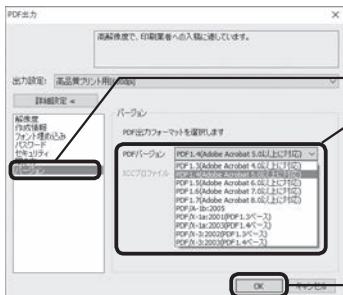 PDF出力
高解像度で、印刷業者への入稿に適しています。
出力設定:
高品質プリント用
詳細設定 <<
解像度
作成情報
フォント埋め込み
パスワード
セキュリティ
バージョン
バージョン
PDF出力フォーマットを選択します
PDFバージョン
PDF1.4(Adobe Acrobat 5.0以上に対応)
ICCプロファイル
PDF1.3(Adobe Acrobat 4.0以上に対応)
PDF1.4(Adobe Acrobat 5.0以上に対応)
PDF1.5(Adobe Acrobat 6.0以上に対応)
PDF1.6(Adobe Acrobat 7.0以上に対応)
PDF1.7(Adobe Acrobat 8.0以上に対応)
PDF/A-1b:2005
PDF/X-1a:2001(PDF1.3ベース)
PDF/X-1a:2003(PDF1.4ベース)
PDF/X-3:2002(PDF1.3ベース)
PDF/X-3:2003(PDF1.4ベース)
OK
キャンセル